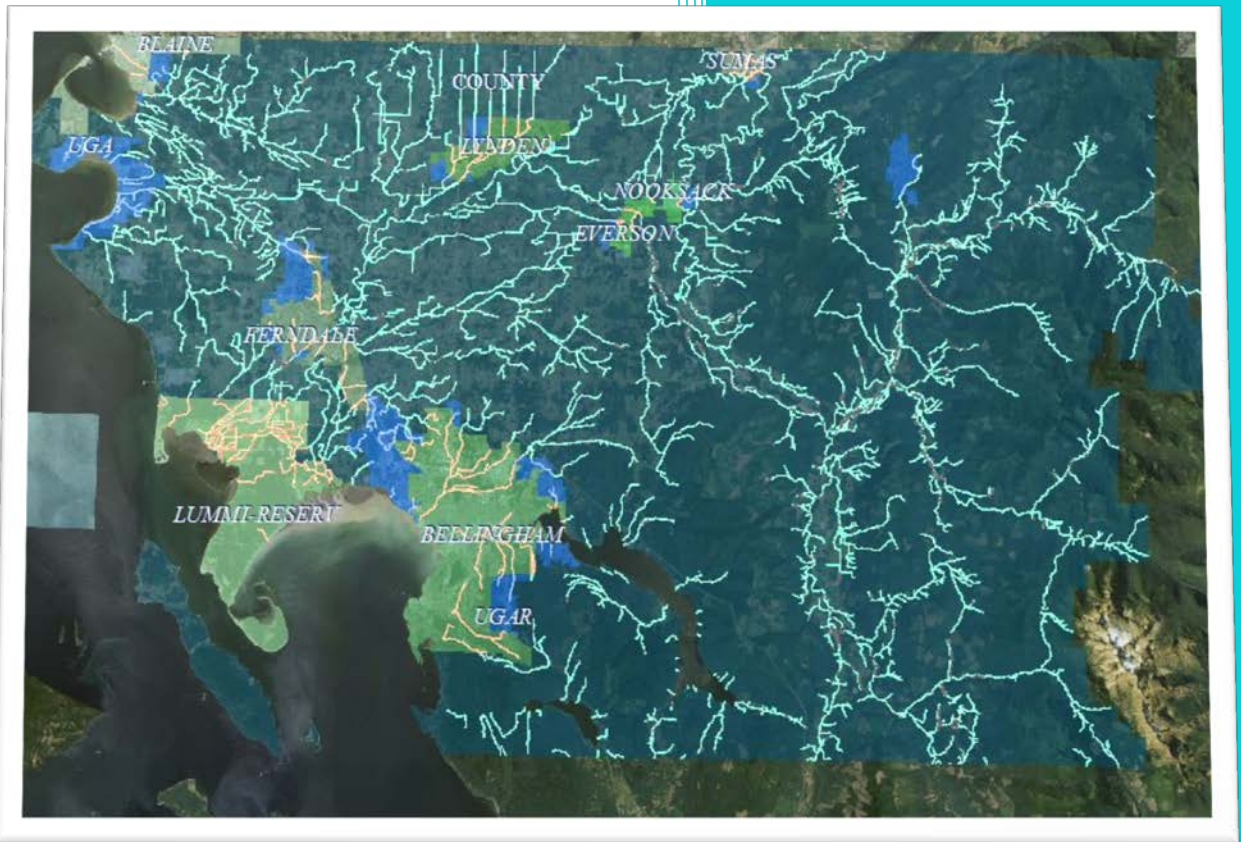 BLAINE
SUMAS
COUNTY
UGA
LYNDEN
NOOKSACK
EVERSON
FERNDALE
LUMMI-RESERV
BELLINGHAM
UGAR